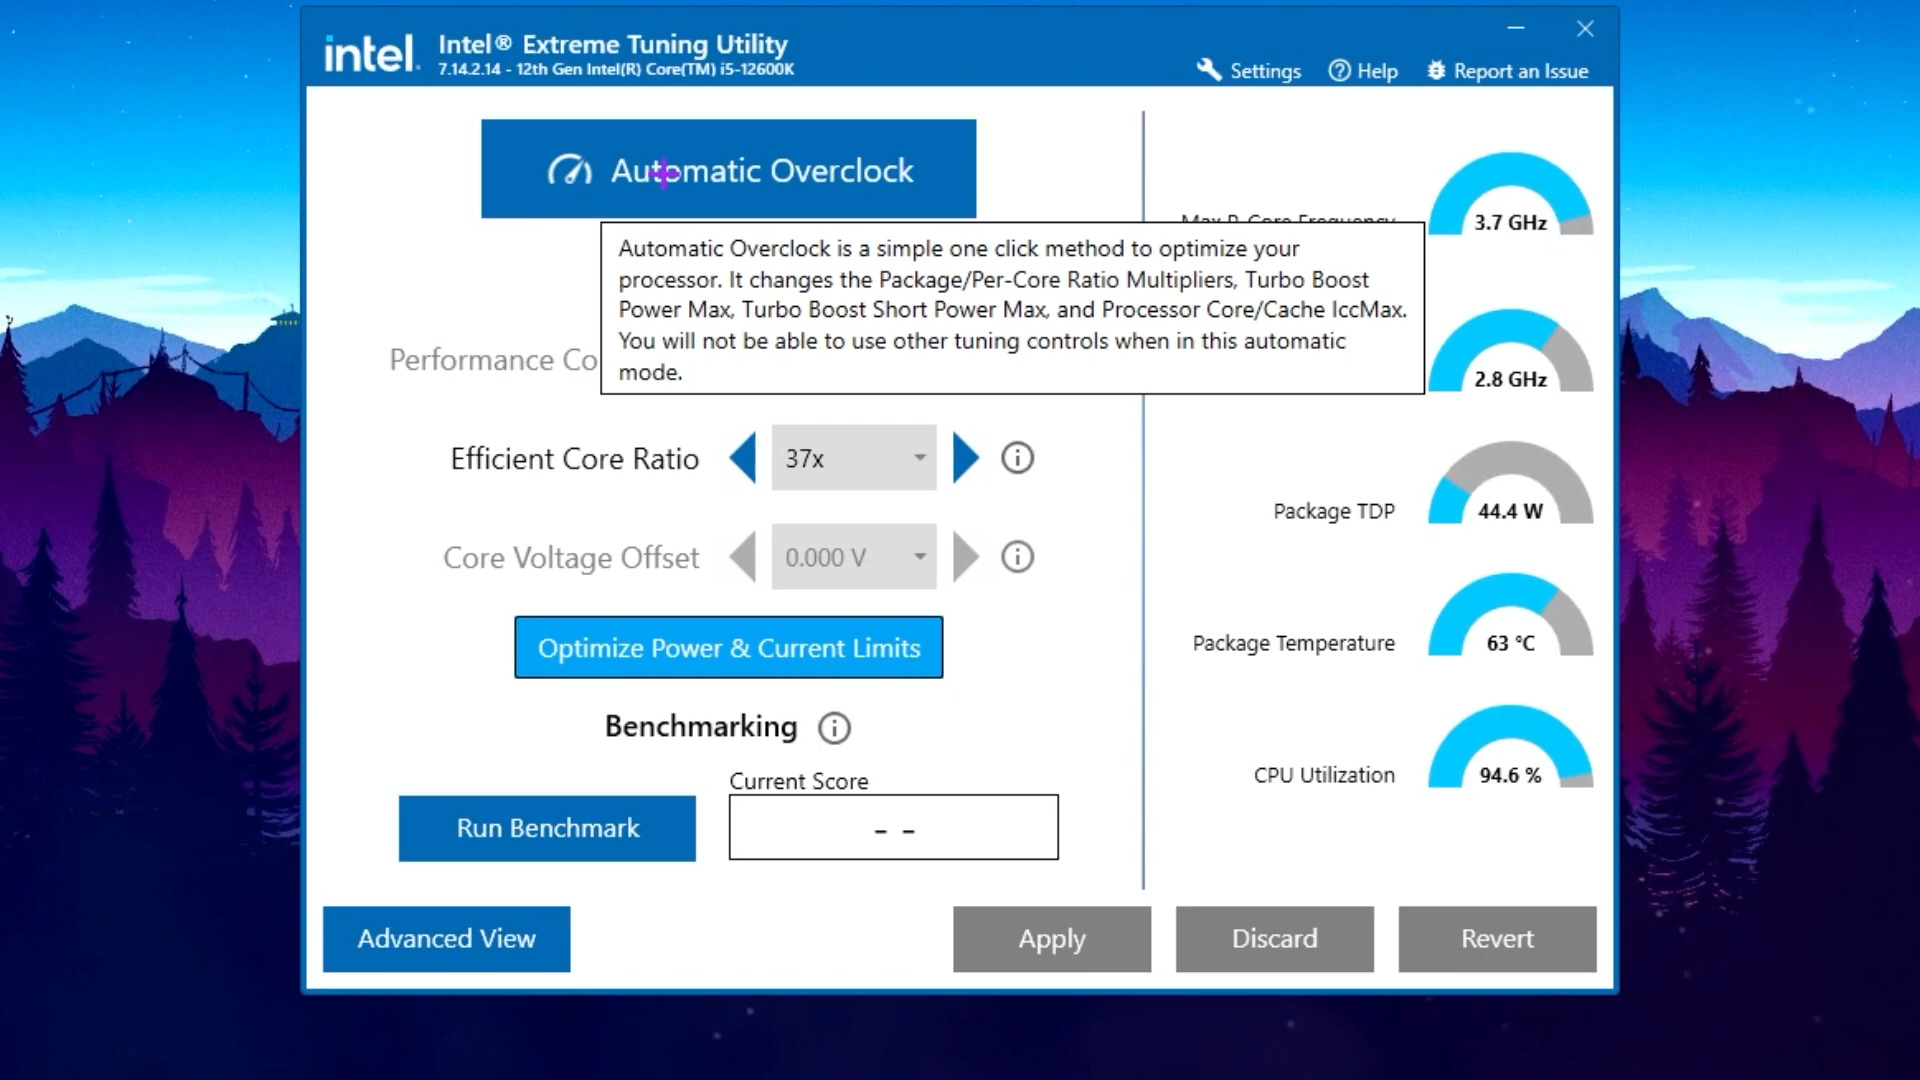 intel.
Intel® Extreme Tuning Utility
7.14.2.14 - 12th Gen Intel(R) Core(TM) i5-12600K
Settings
Help
Report an Issue
Automatic Overclock
Max P-Core Frequency
3.7 GHz
Automatic Overclock is a simple one click method to optimize your
processor. It changes the Package/Per-Core Ratio Multipliers, Turbo Boost
Power Max, Turbo Boost Short Power Max, and Processor Core/Cache IccMax.
You will not be able to use other tuning controls when in this automatic
mode.
Performance Co
2.8 GHz
Efficient Core Ratio
37x
Package TDP
44.4 W
Core Voltage Offset
0.000 V
Optimize Power & Current Limits
Package Temperature
63 °C
Benchmarking
CPU Utilization
94.6 %
Current Score
Run Benchmark
– –
Advanced View
Apply
Discard
Revert